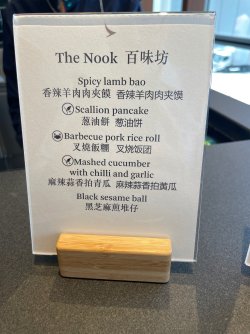 The Nook 百味坊
Spicy lamb bao
香辣羊肉肉夾饃 香辣羊肉肉夹馍
Scallion pancake
葱油餅 葱油饼
Barbecue pork rice roll
叉燒飯糰 叉烧饭团
Mashed cucumber
with chilli and garlic
麻辣蒜香拍青瓜 麻辣蒜香拍黄瓜
Black sesame ball
黑芝麻煎堆仔